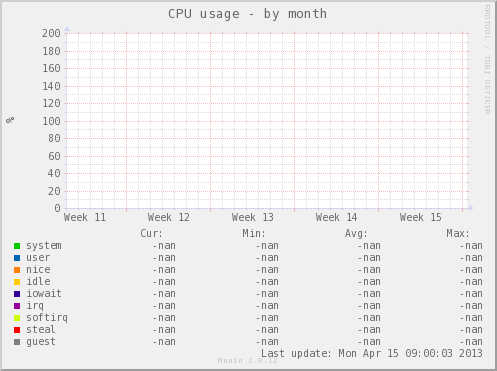 CPU usage - by month
RRDTOOL / TOBI OETIKER
%
200
180
160
140
120
100
80
60
40
20
0
Week 11 Week 12 Week 13 Week 14 Week 15
Cur: Min: Avg: Max:
system -nan -nan -nan -nan
user -nan -nan -nan -nan
nice -nan -nan -nan -nan
idle -nan -nan -nan -nan
iowait -nan -nan -nan -nan
irq -nan -nan -nan -nan
softirq -nan -nan -nan -nan
steal -nan -nan -nan -nan
guest -nan -nan -nan -nan
Last update: Mon Apr 15 09:00:03 2013
Munin 2.0.12